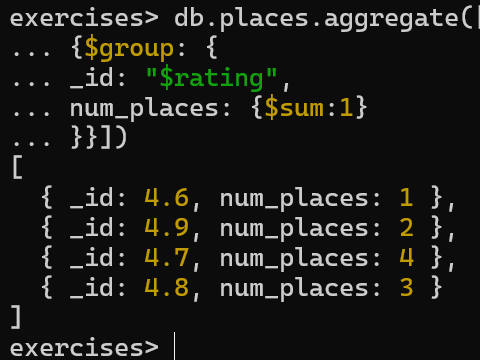 exercises> db.places.aggregate([
... {$group: {
... _id: "$rating",
... num_places: {$sum:1}
... }}])
[
  { _id: 4.6, num_places: 1 },
  { _id: 4.9, num_places: 2 },
  { _id: 4.7, num_places: 4 },
  { _id: 4.8, num_places: 3 }
]
exercises>